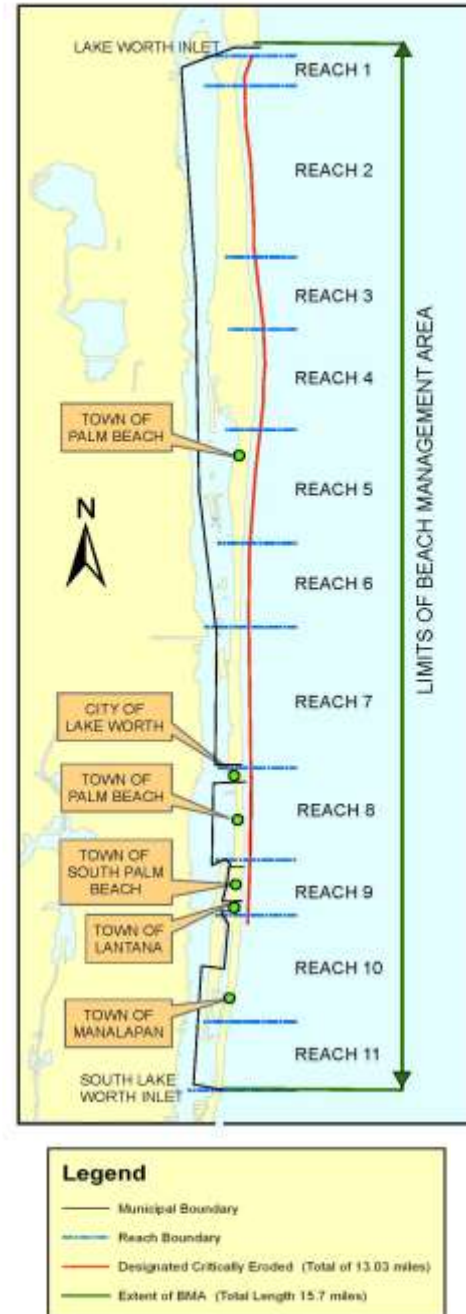 LAKE WORTH INLET
REACH 1
REACH 2
REACH 3
REACH 4
TOWN OF
PALM BEACH
REACH 5
N
REACH 6
LIMITS OF BEACH MANAGEMENT AREA
REACH 7
CITY OF
LAKE WORTH
TOWN OF
PALM BEACH
REACH 8
TOWN OF
SOUTH PALM
BEACH
REACH 9
TOWN OF
LANTANA
REACH 10
TOWN OF
MANALAPAN
REACH 11
SOUTH LAKE
WORTH INLET
Legend
Municipal Boundary
Reach Boundary
Designated Critically Eroded (Total of 13.03 miles)
Extent of BMA (Total Length 15.7 miles)